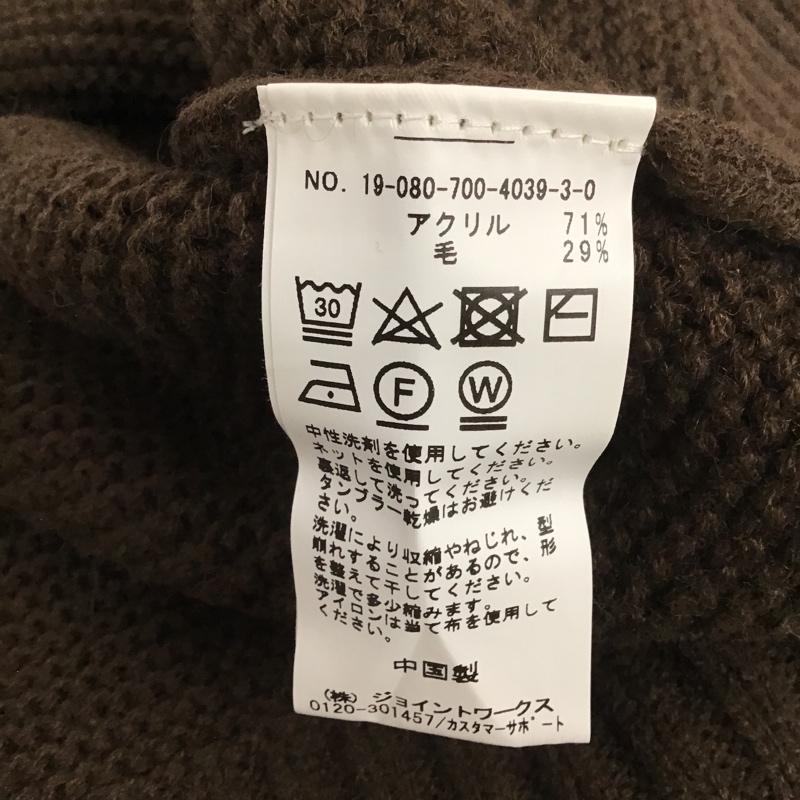 NO. 19-080-700-4039-3-0
アクリル 71%
毛 29%
30
F W
中性洗剤を使用してください。
ネットを使用してください。
裏返して洗ってください。
タンブラー乾燥はお避けくだ
さい。
洗濯により収縮やねじれ、型
崩れすることがあるので、形
を整えて干してください。
洗濯で多少縮みます。
アイロンは当て布を使用して
ください。
中国製
(株) ジョイントワークス
0120-301457/カスタマーサポート